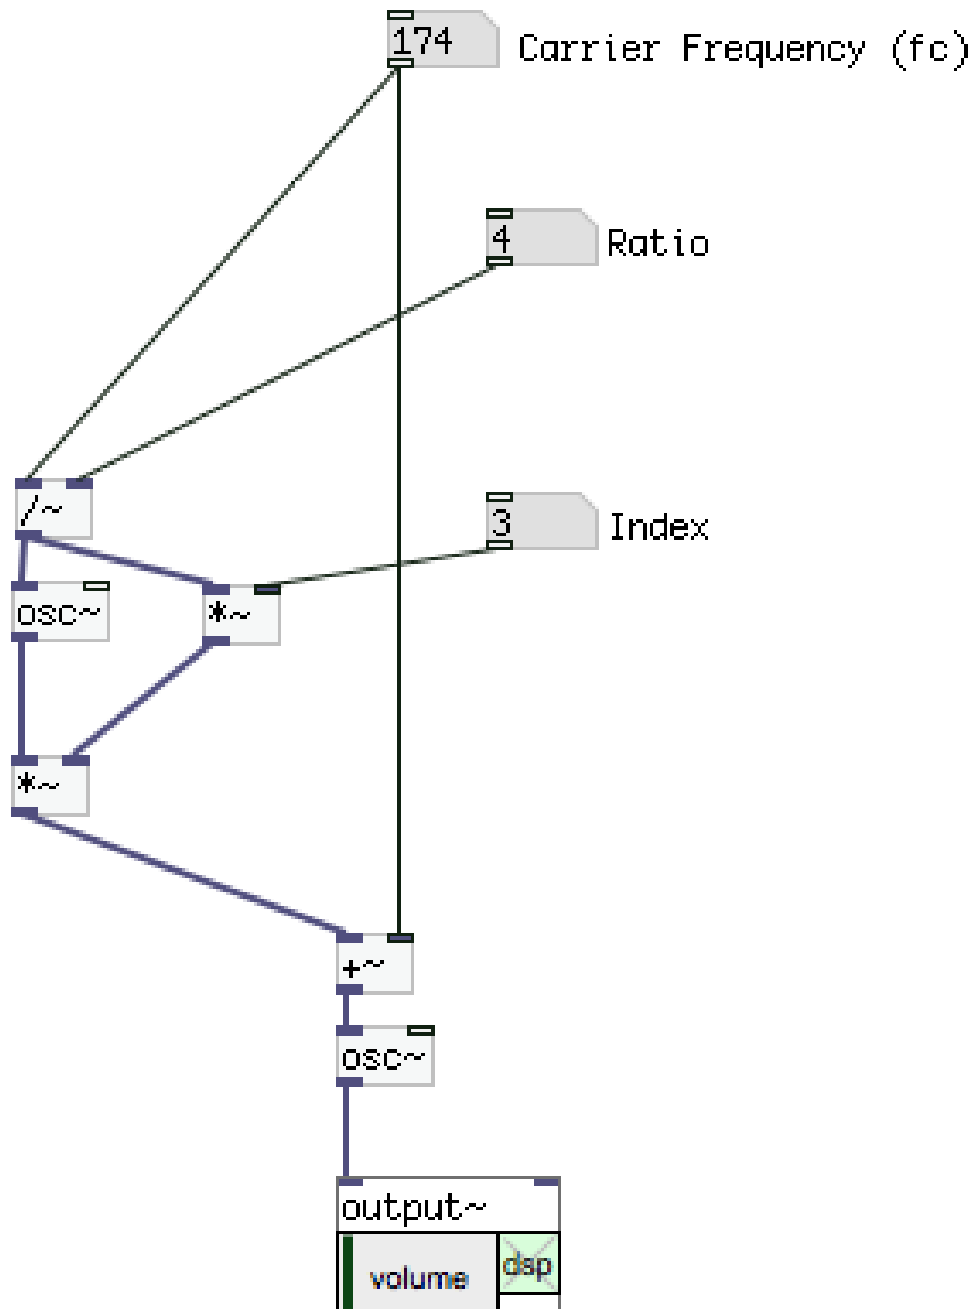 174 Carrier Frequency (fc)
4 Ratio
/~
3 Index
osc~ *~
*~
+~
osc~
output~
volume dsp